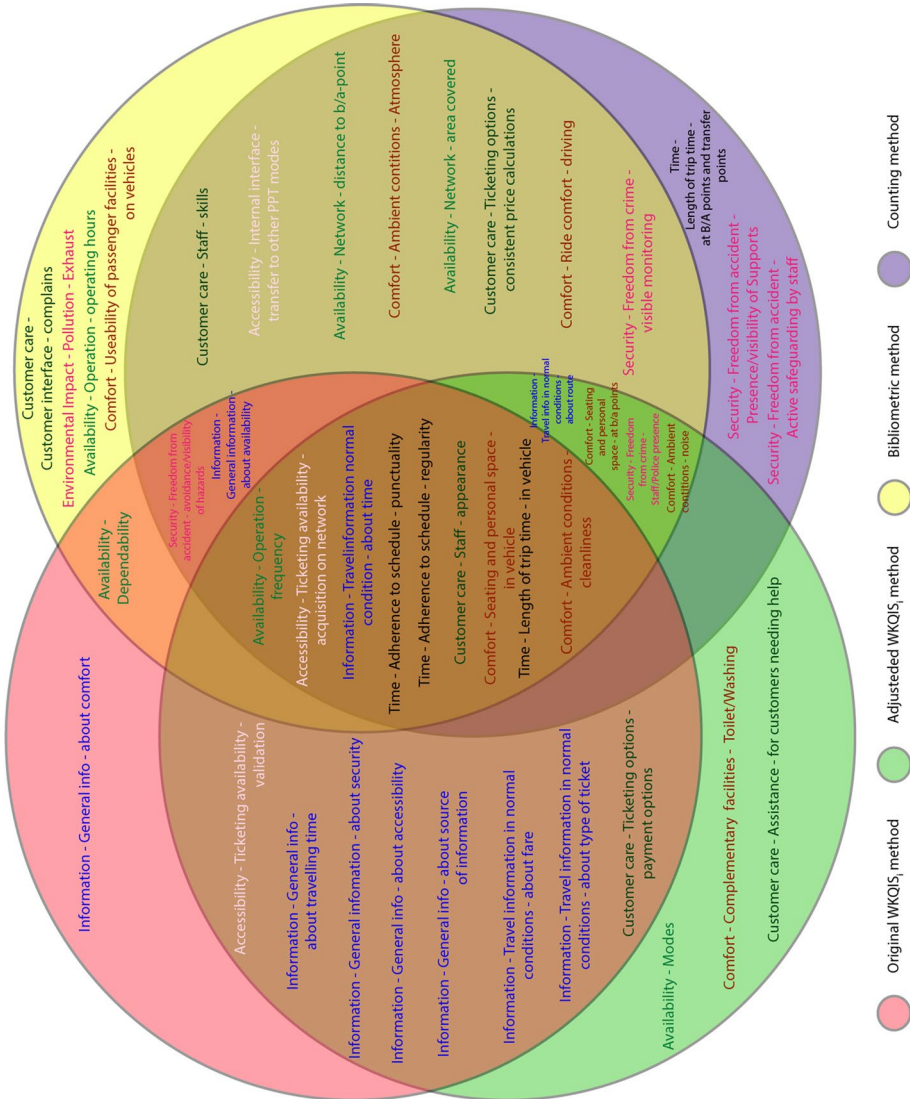 Customer care -
Customer interface - complains
Environmental Impact - Pollution - Exhaust
Availability - Operation - operating hours
Comfort - Useability of passenger facilities -
on vehicles
Customer care - Staff - skills
Accessibility - Internal interface -
transfer to other PPT modes
Availability - Network - distance to b/a-point
Comfort - Ambient contitions - Atmosphere
Availability - Network - area covered
Customer care - Ticketing options -
consistent price calculations
Comfort - Ride comfort - driving
Security - Freedom from crime -
visible monitoring
Time -
Length of trip time -
at B/A points and transfer
points
Security - Freedom from accident -
Presence/visibility of Supports
Security - Freedom from accident -
Active safeguarding by staff
Availability -
Dependability
Security - Freedom from
accident - avoidance/visibility
of hazards
Information -
General information -
about availability
Availability - Operation -
frequency
Accessibility - Ticketing availability -
acquisition on network
Information - Travelinformation normal
condition - about time
Time - Adherence to schedule - punctually
Time - Adherence to schedule - regularity
Customer care - Staff - appearance
Comfort - Seating and personal space -
in vehicle
Time - Length of trip time - in vehicle
Comfort - Ambient conditions -
cleanliness
Information -
Travel info in normal
conditions -
about route
Comfort - Seating
and personal
space - at b/a points
Security - Freedom
from crime -
Staff/Police presence
Comfort - Ambient
contitions - noise
Information - General info - about comfort
Accessibility - Ticketing availability -
validation
Information - General info -
about travelling time
Information - General infomation - about security
Information - General info - about accessibility
Information - General info - about source
of information
Information - Travel information in normal
conditions - about fare
Information - Travel information in normal
conditions - about type of ticket
Customer care - Ticketing options -
payment options
Availability - Modes
Comfort - Complementary facilities - Toilet/Washing
Customer care - Assistance - for customers needing help
Original WKQIS¡ method
Adjusteded WKQIS¡ method
Bibliometric method
Counting method